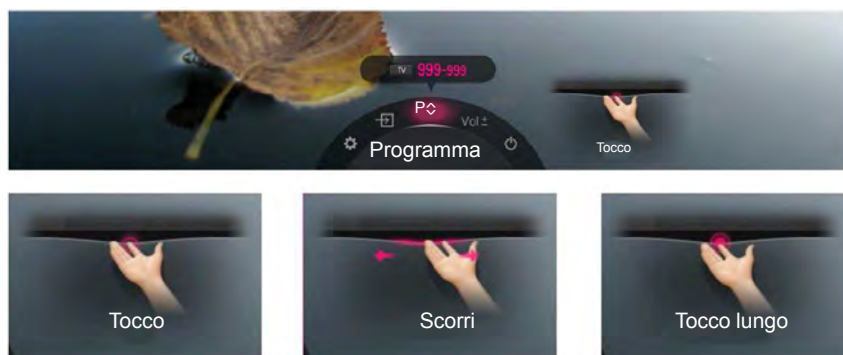 TV 999-999
P
Vol ±
Programma
Tocco
Tocco
Scorri
Tocco lungo